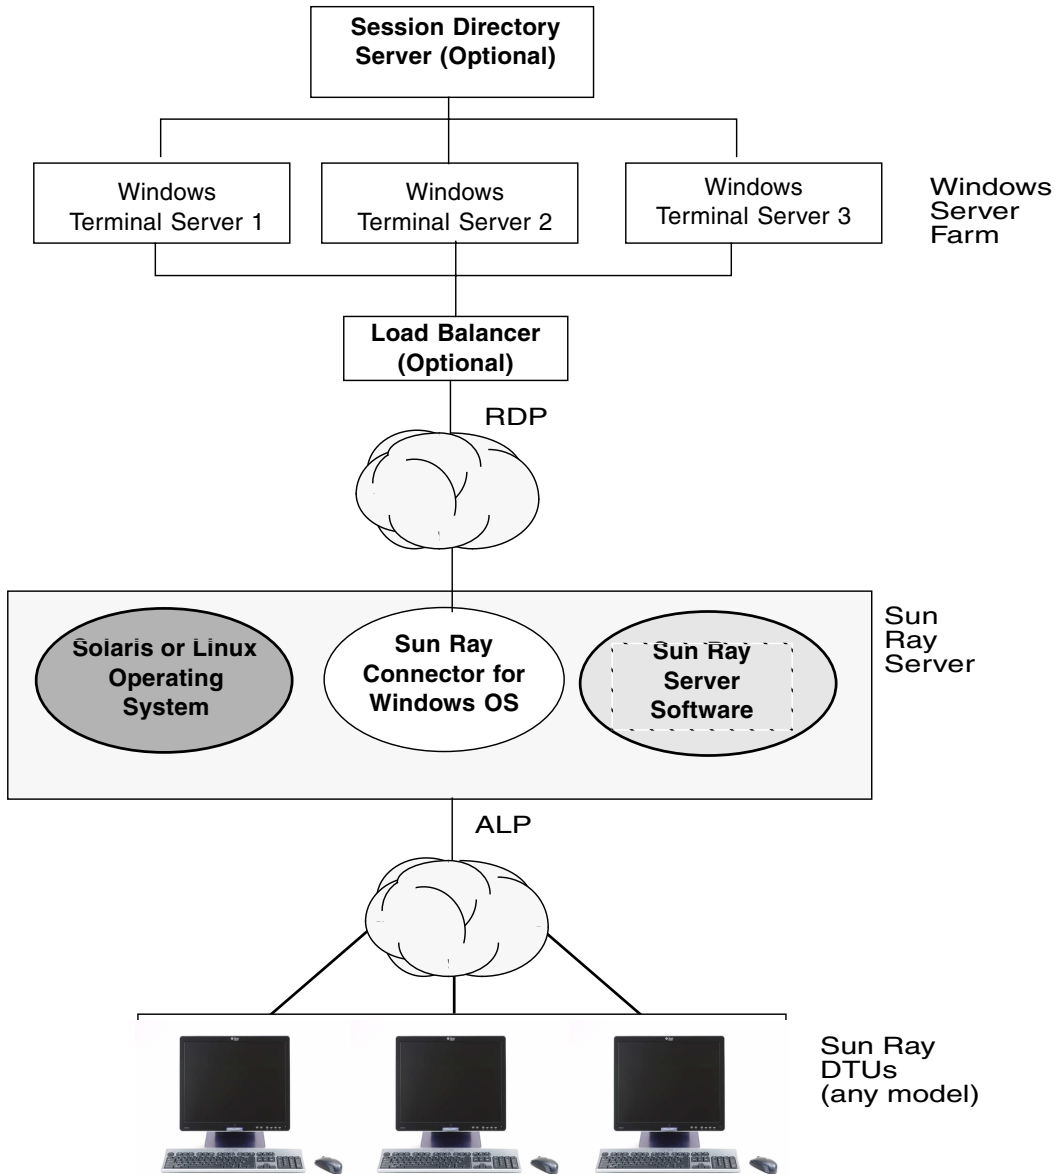 Session Directory
Server (Optional)
Windows
Terminal Server 1
Windows
Terminal Server 2
Windows
Terminal Server 3
Windows
Server
Farm
Load Balancer
(Optional)
RDP
Solaris or Linux
Operating
System
Sun Ray
Connector for
Windows OS
Sun Ray
Server
Software
Sun
Ray
Server
ALP
Sun Ray
DTUs
(any model)